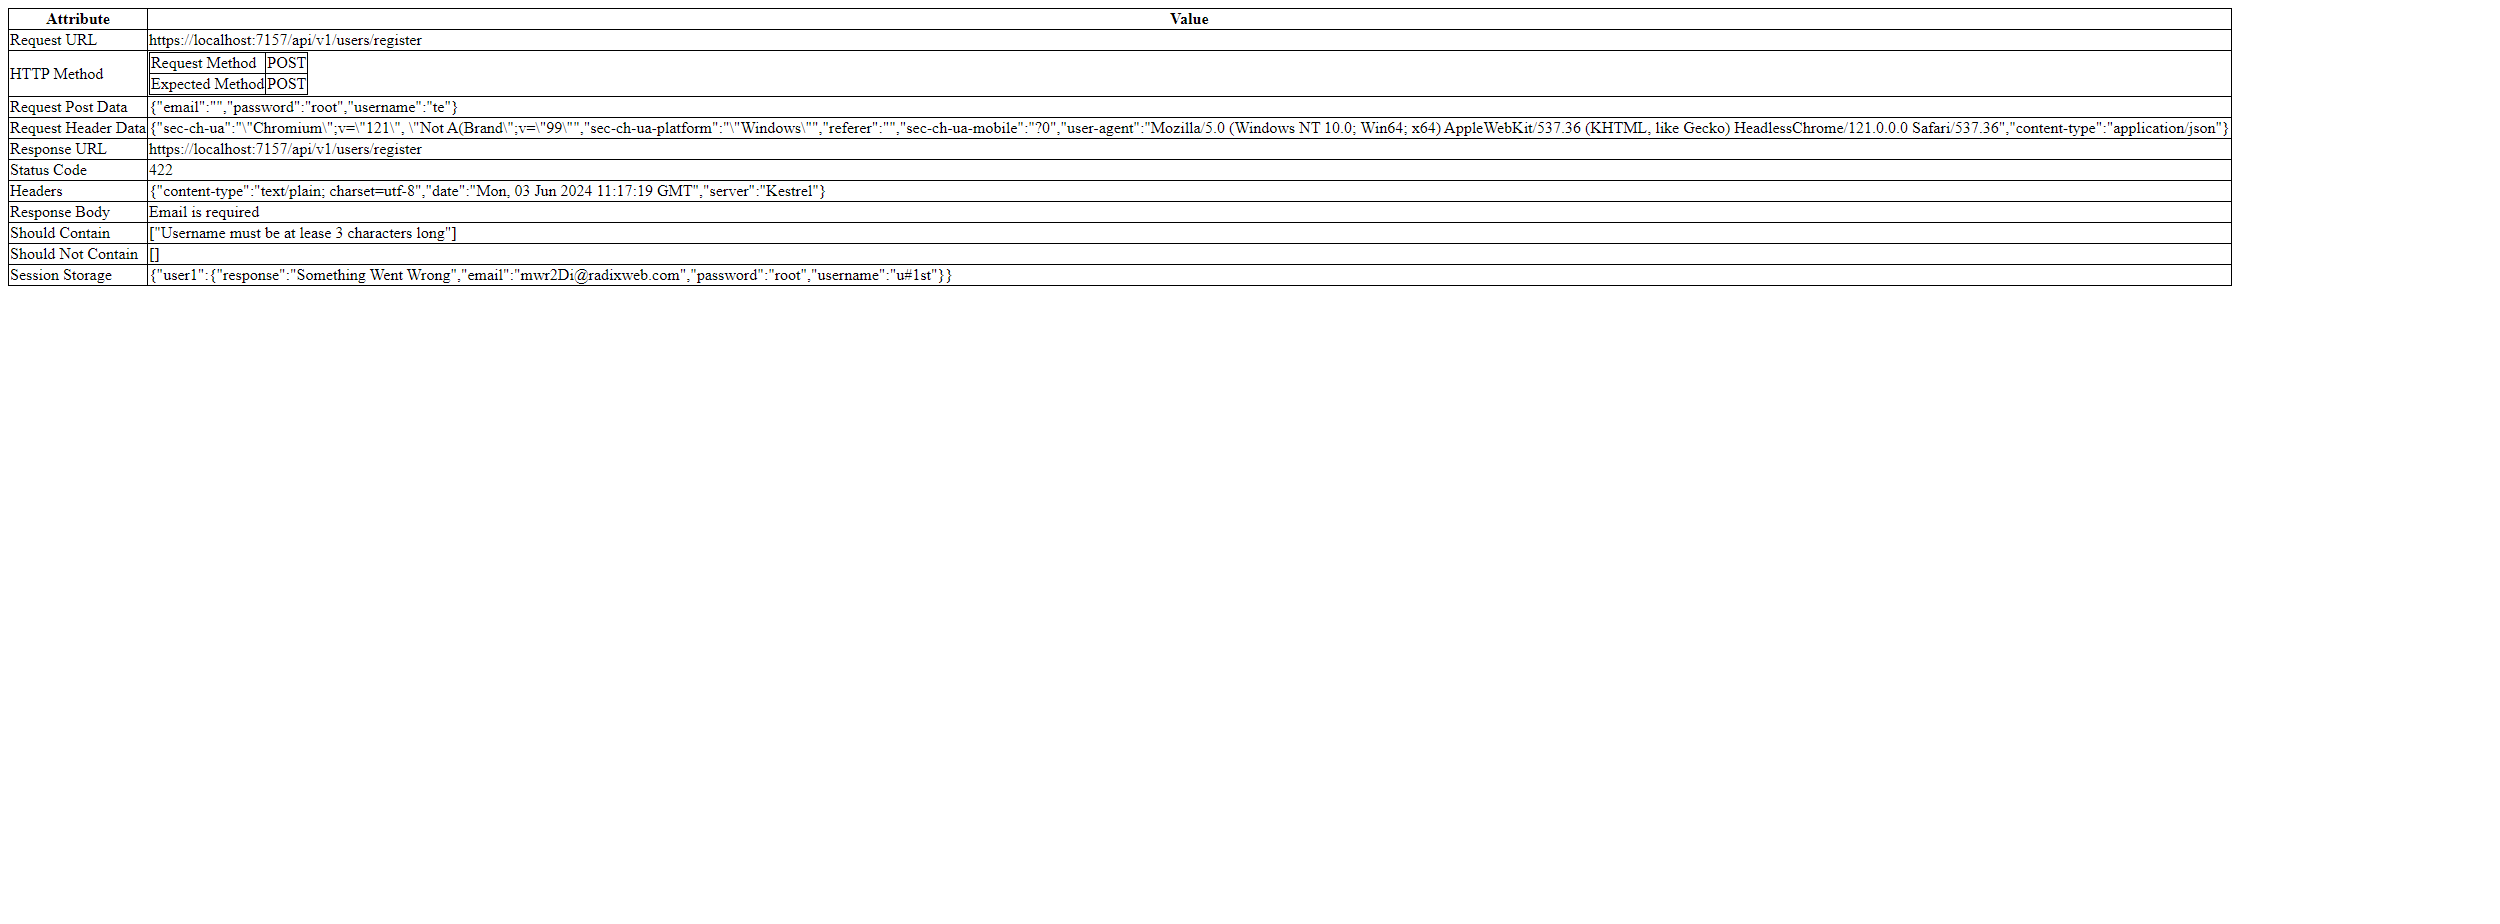 Attribute Value
Request URL https://localhost:7157/api/v1/users/register
HTTP Method
Request Method POST
Expected Method POST
Request Post Data {"email":"","password":"root","username":"te"}
Request Header Data {"sec-ch-ua":"\"Chromium\";v=\"121\", \"Not A(Brand\";v=\"99\"","sec-ch-ua-platform":"\"Windows\"","referer":"","sec-ch-ua-mobile":"?0","user-agent":"Mozilla/5.0 (Windows NT 10.0; Win64; x64) AppleWebKit/537.36 (KHTML, like Gecko) HeadlessChrome/121.0.0.0 Safari/537.36","content-type":"application/json"}
Response URL https://localhost:7157/api/v1/users/register
Status Code 422
Headers {"content-type":"text/plain; charset=utf-8","date":"Mon, 03 Jun 2024 11:17:19 GMT","server":"Kestrel"}
Response Body Email is required
Should Contain ["Username must be at lease 3 characters long"]
Should Not Contain []
Session Storage {"user1":{"response":"Something Went Wrong","email":"mwr2Di@radixweb.com","password":"root","username":"u#1st"}}